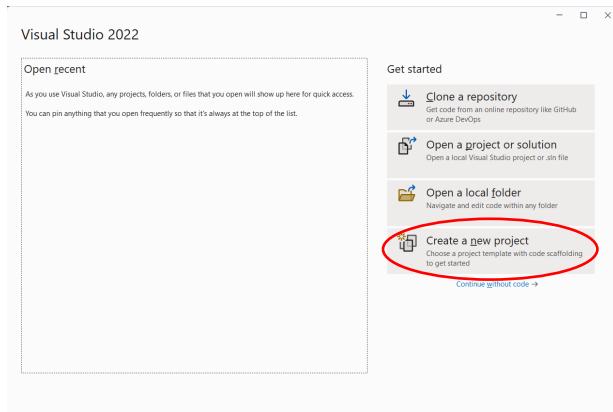 Visual Studio 2022
Open recent
As you use Visual Studio, any projects, folders, or files that you open will show up here for quick access.
You can pin anything that you open frequently so that it's always at the top of the list.
Get started
Clone a repository
Get code from an online repository like GitHub
or Azure DevOps
Open a project or solution
Open a local Visual Studio project or .sln file
Open a local folder
Navigate and edit code within any folder
Create a new project
Choose a project template with code scaffolding
to get started
Continue without code →